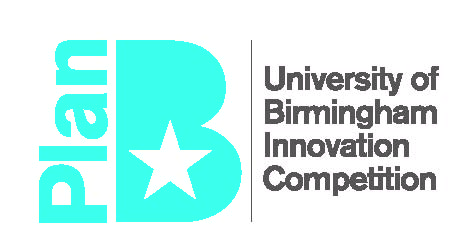 Plan B
University of
Birmingham
Innovation
Competition